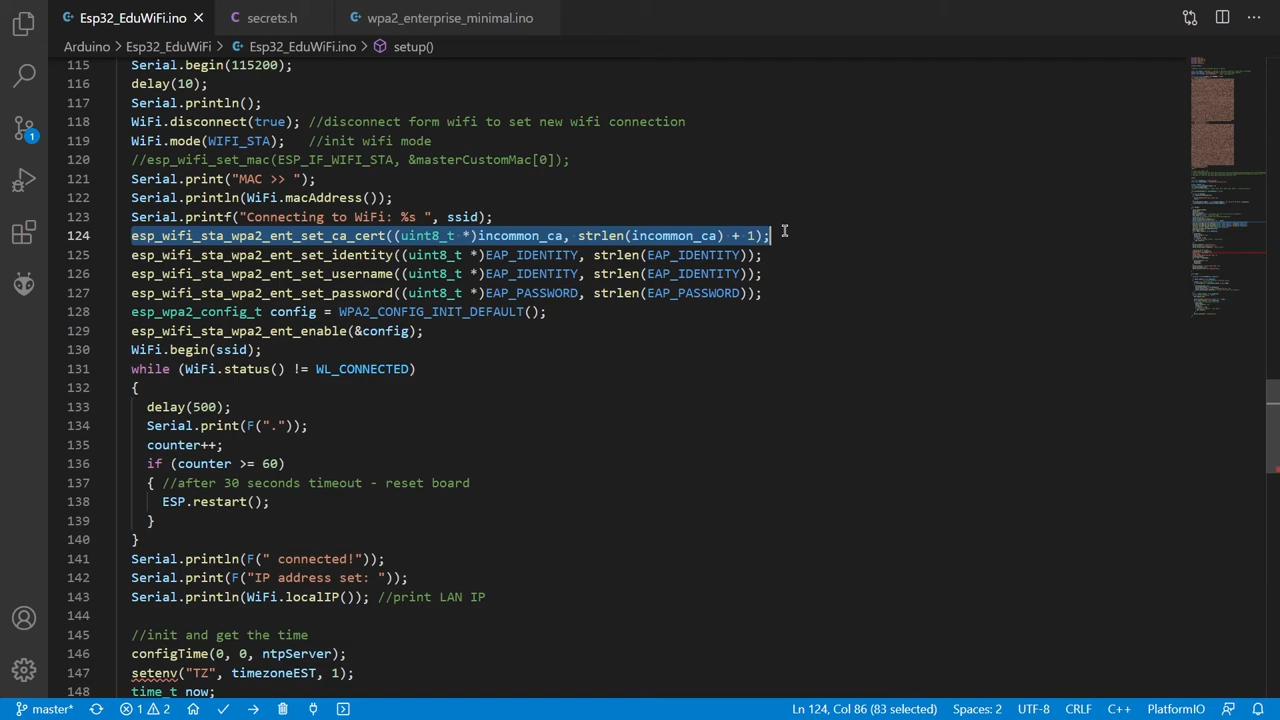 Esp32_EduWiFi.ino
secrets.h
wpa2_enterprise_minimal.ino
Arduino > Esp32_EduWiFi > Esp32_EduWiFi.ino > setup()
115 Serial.begin(115200);
116 delay(10);
117 Serial.println();
118 WiFi.disconnect(true); //disconnect form wifi to set new wifi connection
119 WiFi.mode(WIFI_STA); //init wifi mode
120 //esp_wifi_set_mac(ESP_IF_WIFI_STA, &masterCustomMac[0]);
121 Serial.print("MAC >> ");
122 Serial.println(WiFi.macAddress());
123 Serial.printf("Connecting to WiFi: %s ", ssid);
124 esp_wifi_sta_wpa2_ent_set_ca_cert((uint8_t *)incommon_ca, strlen(incommon_ca) + 1);
125 esp_wifi_sta_wpa2_ent_set_identity((uint8_t *)EAP_IDENTITY, strlen(EAP_IDENTITY));
126 esp_wifi_sta_wpa2_ent_set_username((uint8_t *)EAP_IDENTITY, strlen(EAP_IDENTITY));
127 esp_wifi_sta_wpa2_ent_set_password((uint8_t *)EAP_PASSWORD, strlen(EAP_PASSWORD));
128 esp_wpa2_config_t config = WPA2_CONFIG_INIT_DEFAULT();
129 esp_wifi_sta_wpa2_ent_enable(&config);
130 WiFi.begin(ssid);
131 while (WiFi.status() != WL_CONNECTED)
132 {
133 delay(500);
134 Serial.print(F("."));
135 counter++;
136 if (counter >= 60)
137 { //after 30 seconds timeout - reset board
138 ESP.restart();
139 }
140 }
141 Serial.println(F(" connected!"));
142 Serial.print(F("IP address set: "));
143 Serial.println(WiFi.localIP()); //print LAN IP
144
145 //init and get the time
146 configTime(0, 0, ntpServer);
147 setenv("TZ", timezoneEST, 1);
148 time_t now;
1
master* 1 2 Ln 124, Col 86 (83 selected) Spaces: 2 UTF-8 CRLF C++ PlatformIO